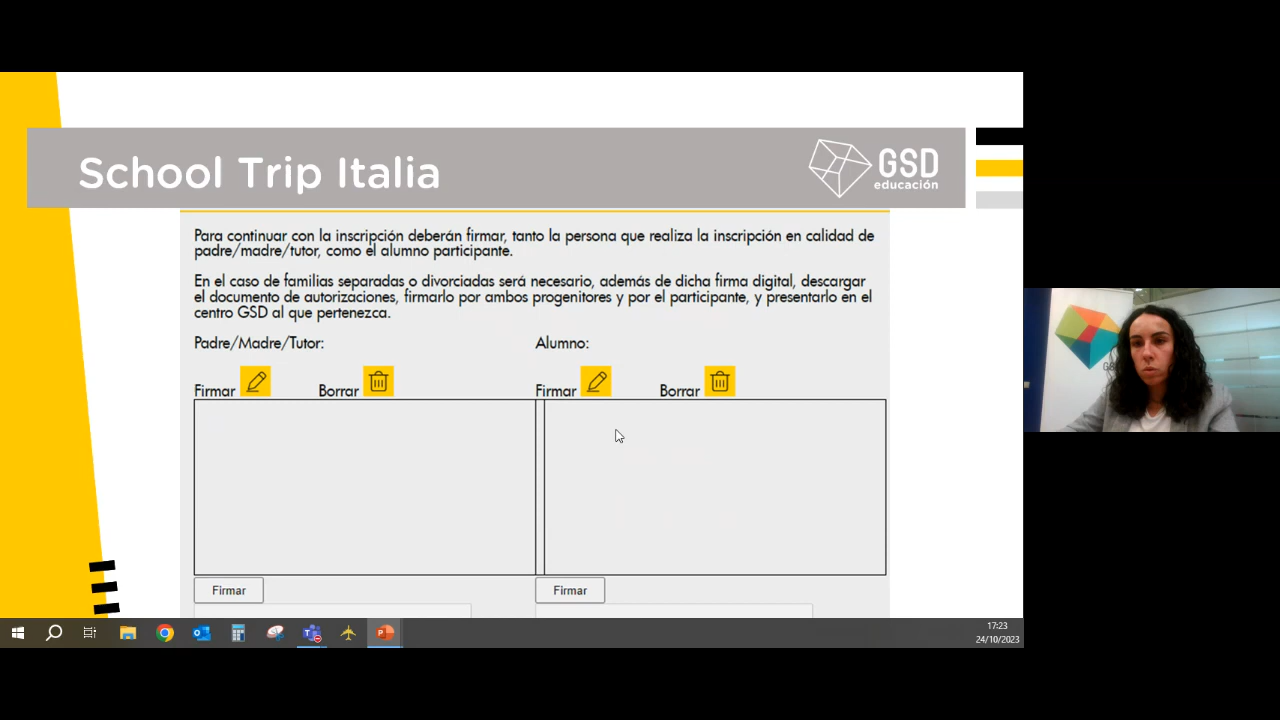 School Trip Italia
GSD
educación
Para continuar con la inscripción deberán firmar, tanto la persona que realiza la inscripción en calidad de
padre/madre/tutor, como el alumno participante.
En el caso de familias separadas o divorciadas será necesario, además de dicha firma digital, descargar
el documento de autorizaciones, firmarlo por ambos progenitores y por el participante, y presentarlo en el
centro GSD al que pertenezca.
Padre/Madre/Tutor:
Alumno:
Firmar
Borrar
Firmar
Borrar
Firmar
Firmar
17:23
24/10/2023